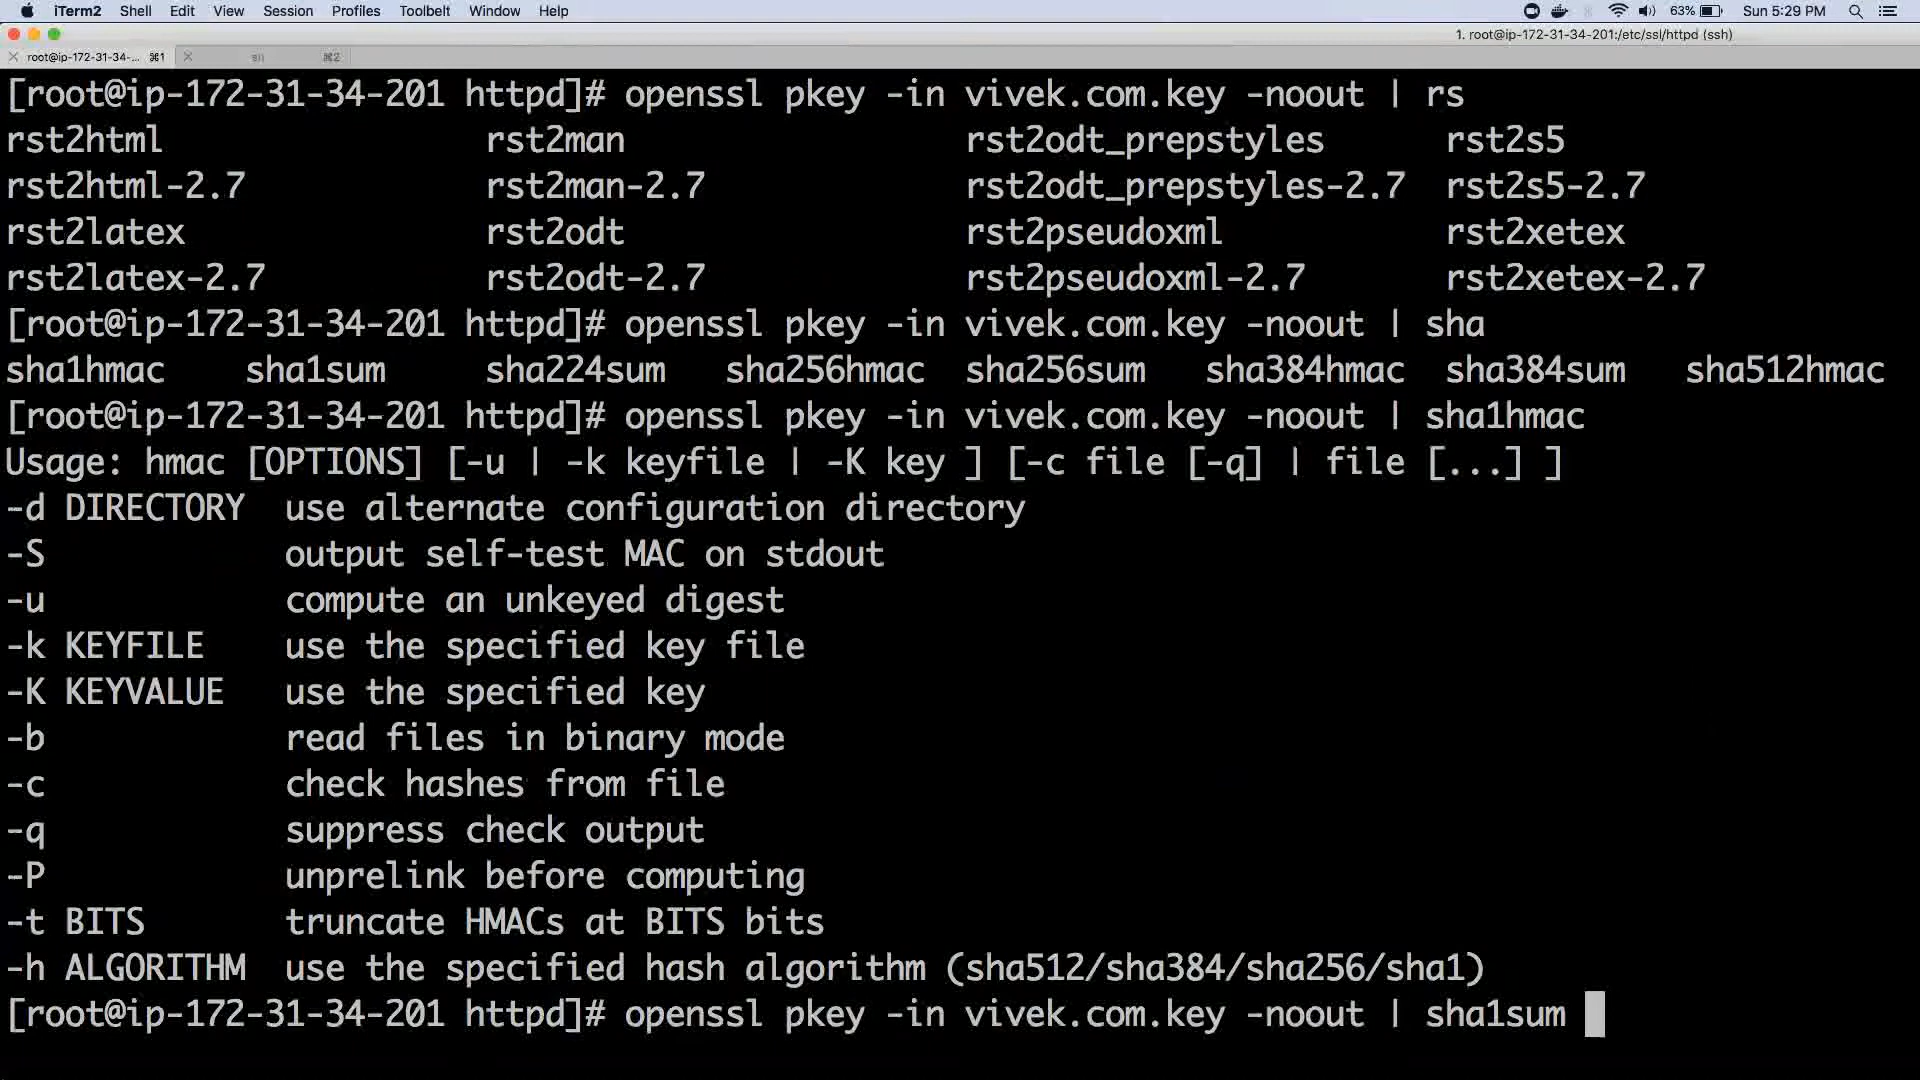 iTerm2 Shell Edit View Session Profiles Toolbelt Window Help 63% Sun 5:29 PM
1. root@ip-172-31-34-201:/etc/ssl/httpd (ssh)
root@ip-172-31-34-... ⌘1 ⌘2
[root@ip-172-31-34-201 httpd]# openssl pkey -in vivek.com.key -noout | rs
rst2html rst2man rst2odt_prepstyles rst2s5
rst2html-2.7 rst2man-2.7 rst2odt_prepstyles-2.7 rst2s5-2.7
rst2latex rst2odt rst2pseudoxml rst2xetex
rst2latex-2.7 rst2odt-2.7 rst2pseudoxml-2.7 rst2xetex-2.7
[root@ip-172-31-34-201 httpd]# openssl pkey -in vivek.com.key -noout | sha
sha1hmac sha1sum sha224sum sha256hmac sha256sum sha384hmac sha384sum sha512hmac
[root@ip-172-31-34-201 httpd]# openssl pkey -in vivek.com.key -noout | sha1hmac
Usage: hmac [OPTIONS] [-u | -k keyfile | -K key ] [-c file [-q] | file [...] ]
-d DIRECTORY use alternate configuration directory
-S output self-test MAC on stdout
-u compute an unkeyed digest
-k KEYFILE use the specified key file
-K KEYVALUE use the specified key
-b read files in binary mode
-c check hashes from file
-q suppress check output
-P unprelink before computing
-t BITS truncate HMACs at BITS bits
-h ALGORITHM use the specified hash algorithm (sha512/sha384/sha256/sha1)
[root@ip-172-31-34-201 httpd]# openssl pkey -in vivek.com.key -noout | sha1sum